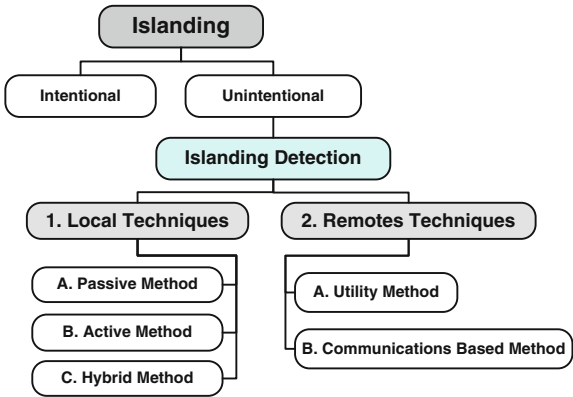 Islanding
Intentional
Unintentional
Islanding Detection
1. Local Techniques
2. Remotes Techniques
A. Passive Method
B. Active Method
C. Hybrid Method
A. Utility Method
B. Communications Based Method